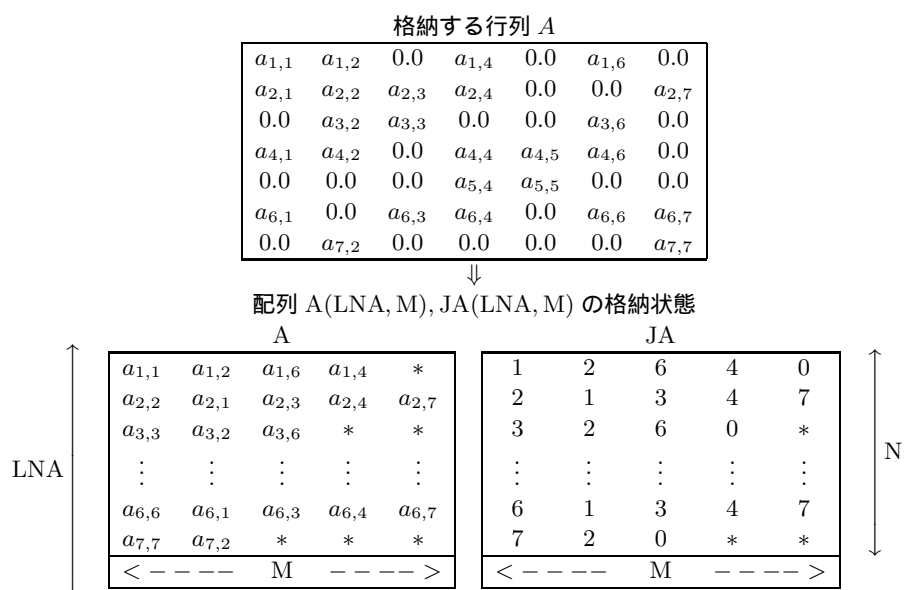 格納する行列 A
a1,1 a1,2 0.0 a1,4 0.0 a1,6 0.0
a2,1 a2,2 a2,3 a2,4 0.0 0.0 a2,7
0.0 a3,2 a3,3 0.0 0.0 a3,6 0.0
a4,1 a4,2 0.0 a4,4 a4,5 a4,6 0.0
0.0 0.0 0.0 a5,4 a5,5 0.0 0.0
a6,1 0.0 a6,3 a6,4 0.0 a6,6 a6,7
0.0 a7,2 0.0 0.0 0.0 0.0 a7,7
⇓
配列 A(LNA, M), JA(LNA, M) の格納状態
A JA
a1,1 a1,2 a1,6 a1,4 * 1 2 6 4 0
a2,2 a2,1 a2,3 a2,4 a2,7 2 1 3 4 7
a3,3 a3,2 a3,6 * * 3 2 6 0 *
LNA ⋮ ⋮ ⋮ ⋮ ⋮ ⋮ ⋮ ⋮ ⋮ ⋮ N
a6,6 a6,1 a6,3 a6,4 a6,7 6 1 3 4 7
a7,7 a7,2 * * * 7 2 0 * *
< − − − − M − − − − > < − − − − M − − − − >